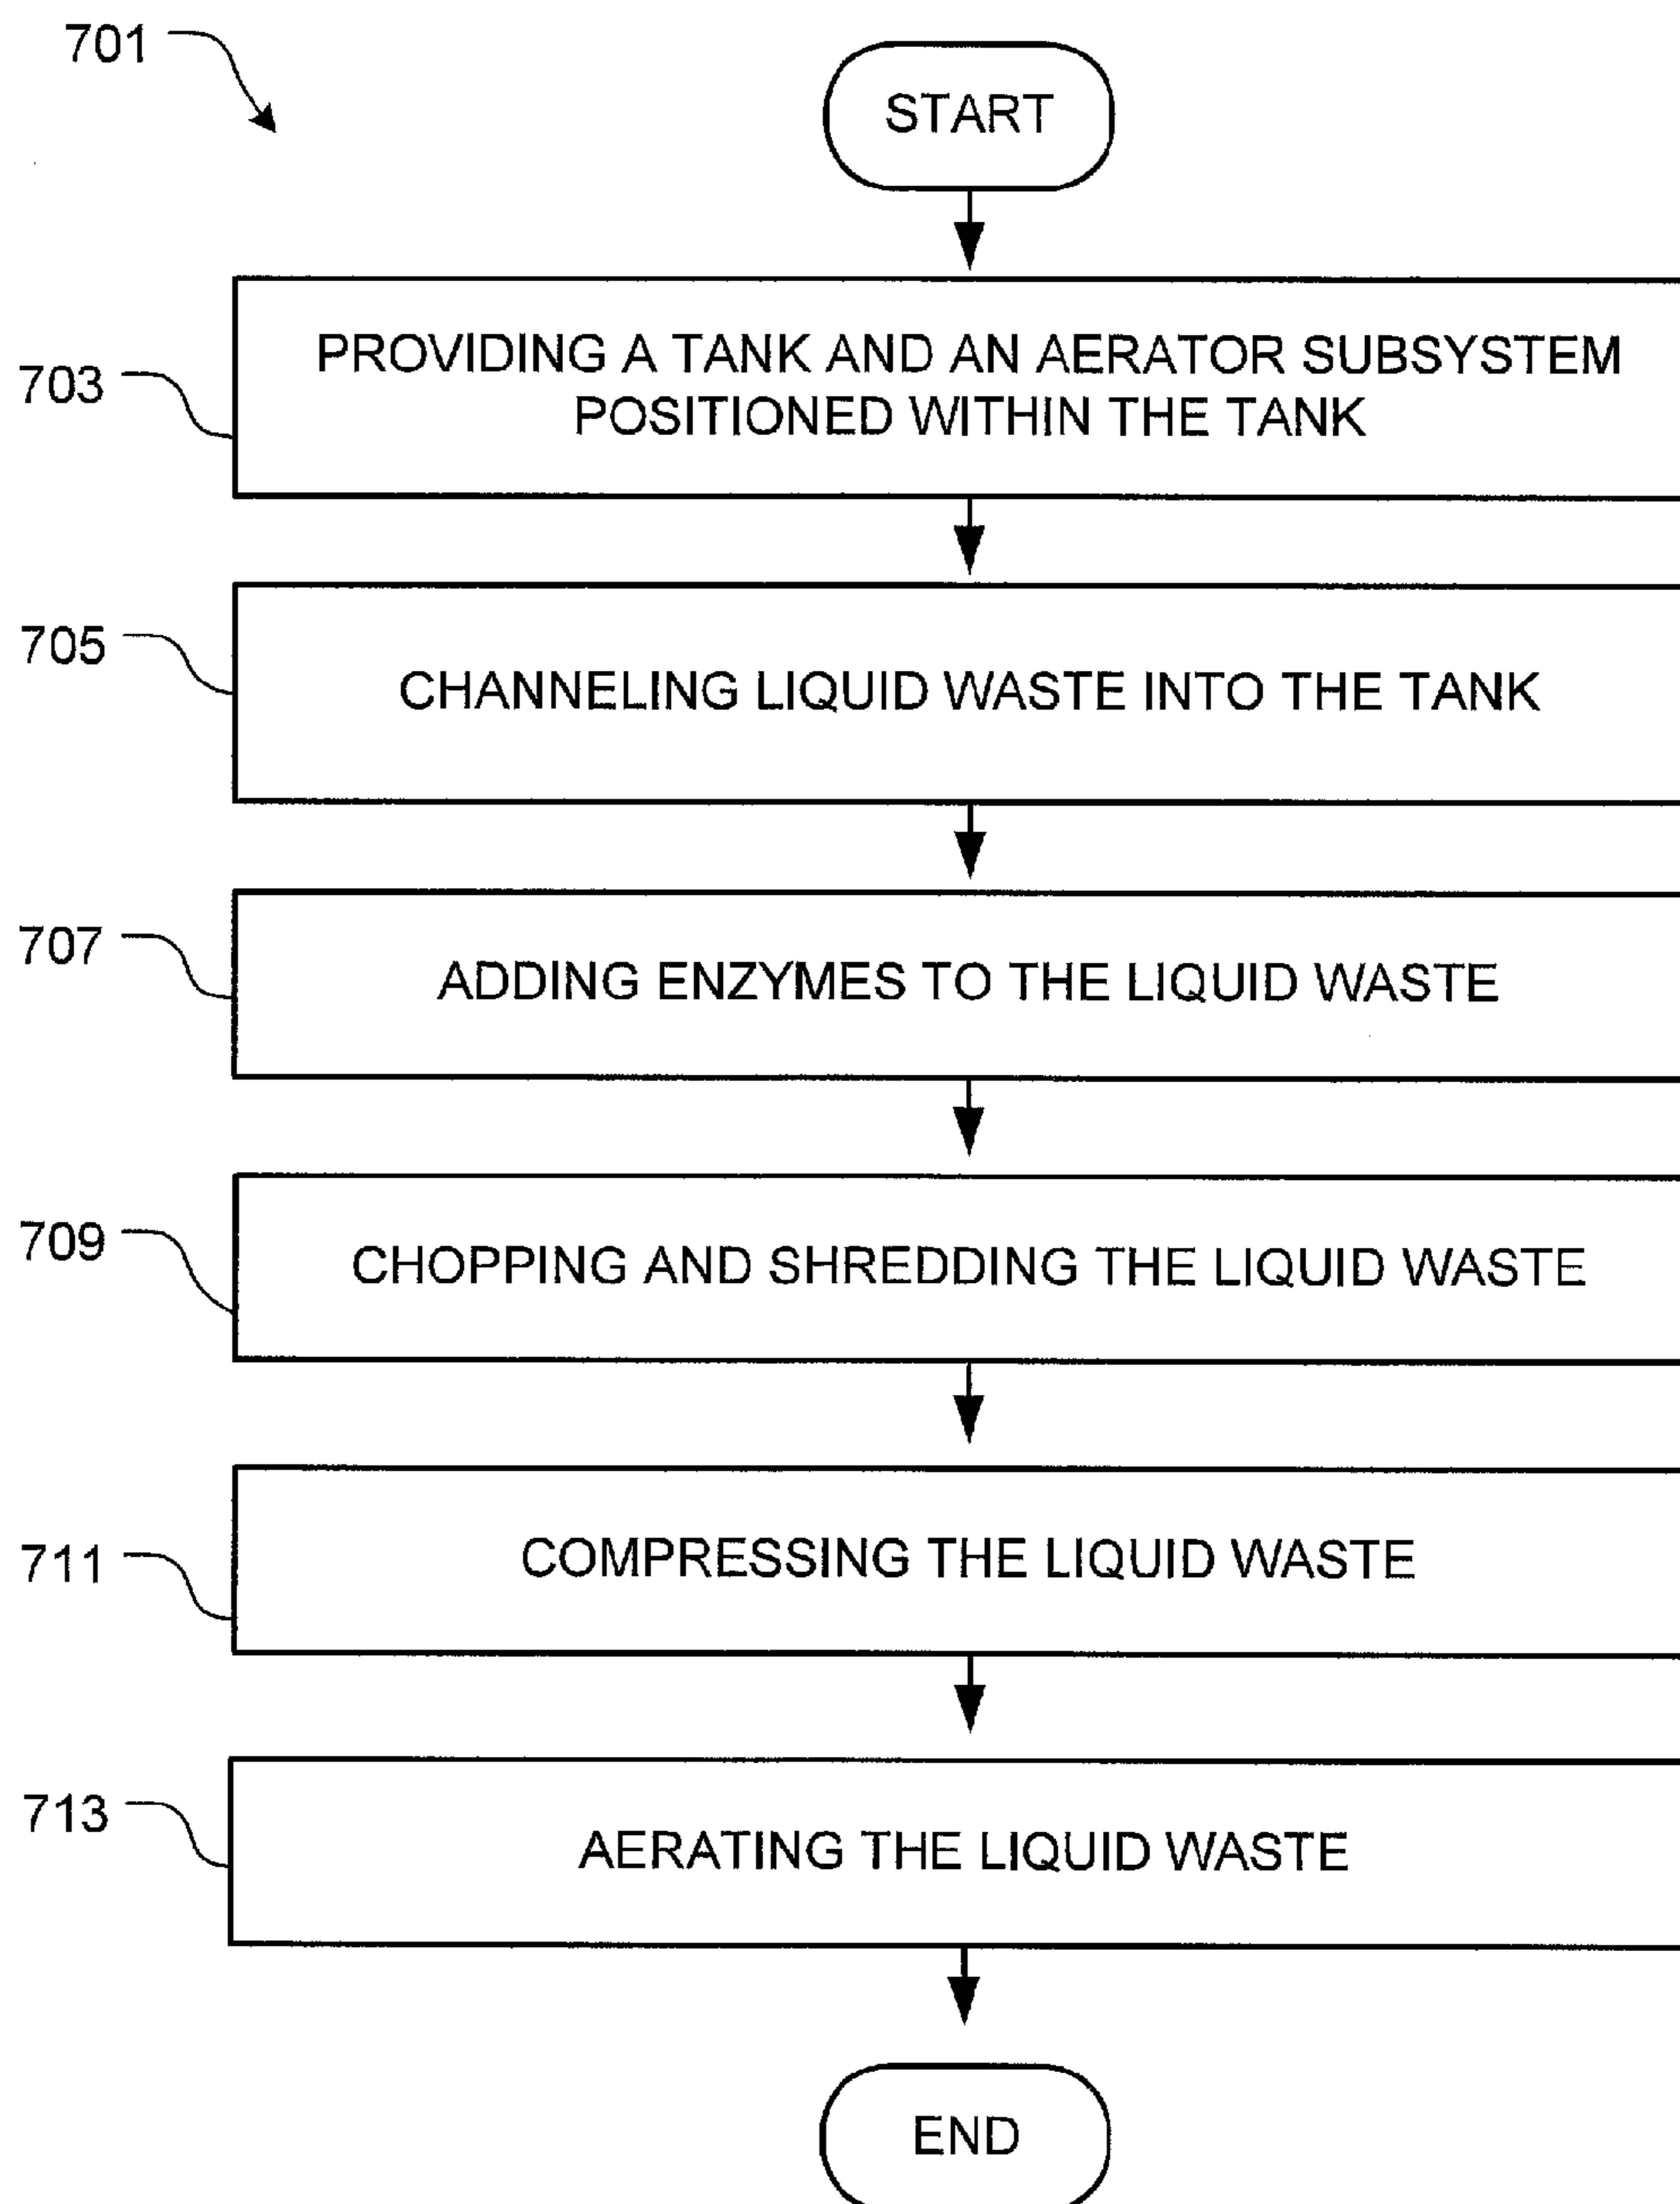 701
START
703
PROVIDING A TANK AND AN AERATOR SUBSYSTEM
POSITIONED WITHIN THE TANK
705
CHANNELING LIQUID WASTE INTO THE TANK
707
ADDING ENZYMES TO THE LIQUID WASTE
709
CHOPPING AND SHREDDING THE LIQUID WASTE
711
COMPRESSING THE LIQUID WASTE
713
AERATING THE LIQUID WASTE
END